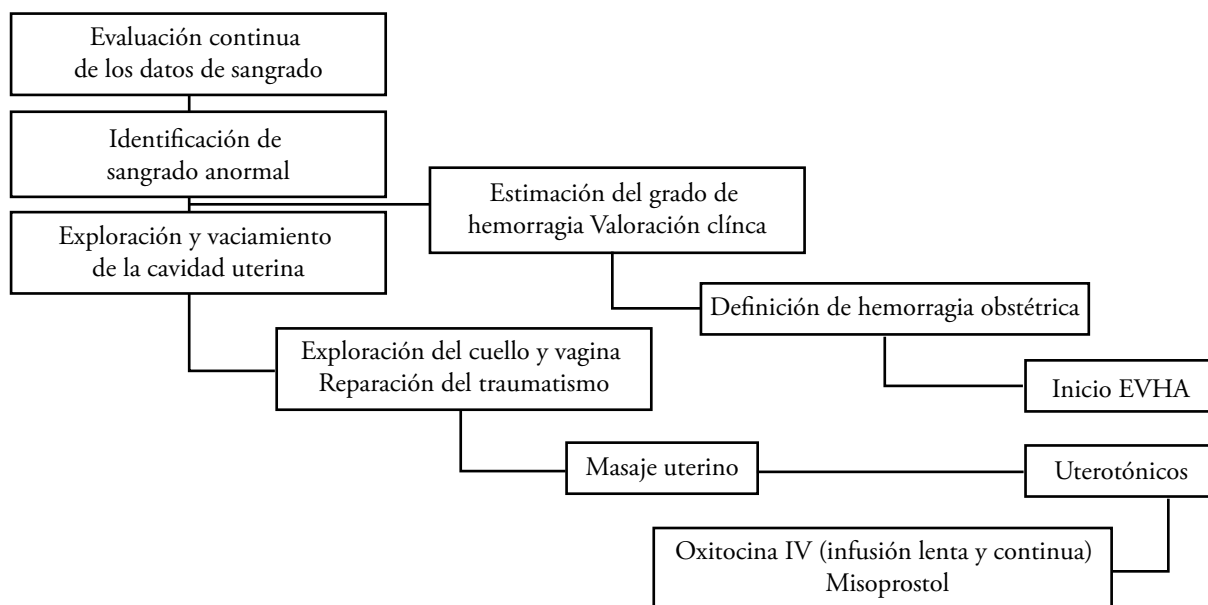 Evaluación continua
de los datos de sangrado
Identificación de
sangrado anormal
Estimación del grado de
hemorragia Valoración clínca
Exploración y vaciamiento
de la cavidad uterina
Definición de hemorragia obstétrica
Exploración del cuello y vagina
Reparación del traumatismo
Inicio EVHA
Masaje uterino
Uterotónicos
Oxitocina IV (infusión lenta y continua)
Misoprostol